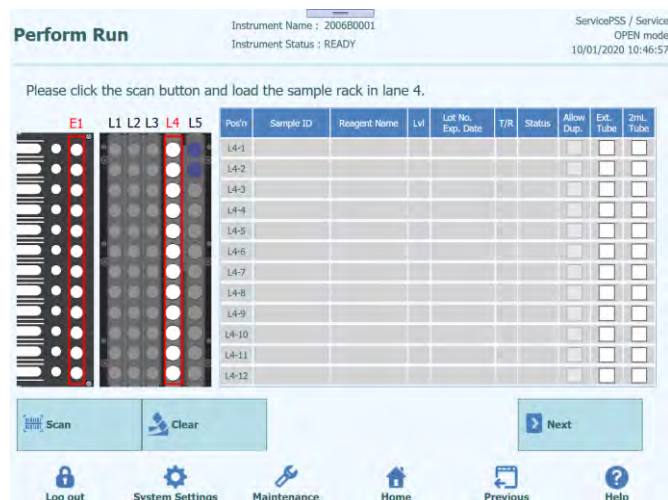 Perform Run
Instrument Name : 200680001
Instrument Status : READY
ServicePSS / Service
OPEN mode
10/01/2020 10:46:57
Please click the scan button and load the sample rack in lane 4.
E1 L1 L2 L3 L4 L5
Pos'n Sample ID Reagent Name Lvl Lot No. Exp. Date T/R Status Allow Dup. Ext. Tube 2mL Tube
L4-1
L4-2
L4-3
L4-4
L4-5
L4-6
L4-7
L4-8
L4-9
L4-10
L4-11
L4-12
Scan Clear Next
Log out System Settings Maintenance Home Previous Help